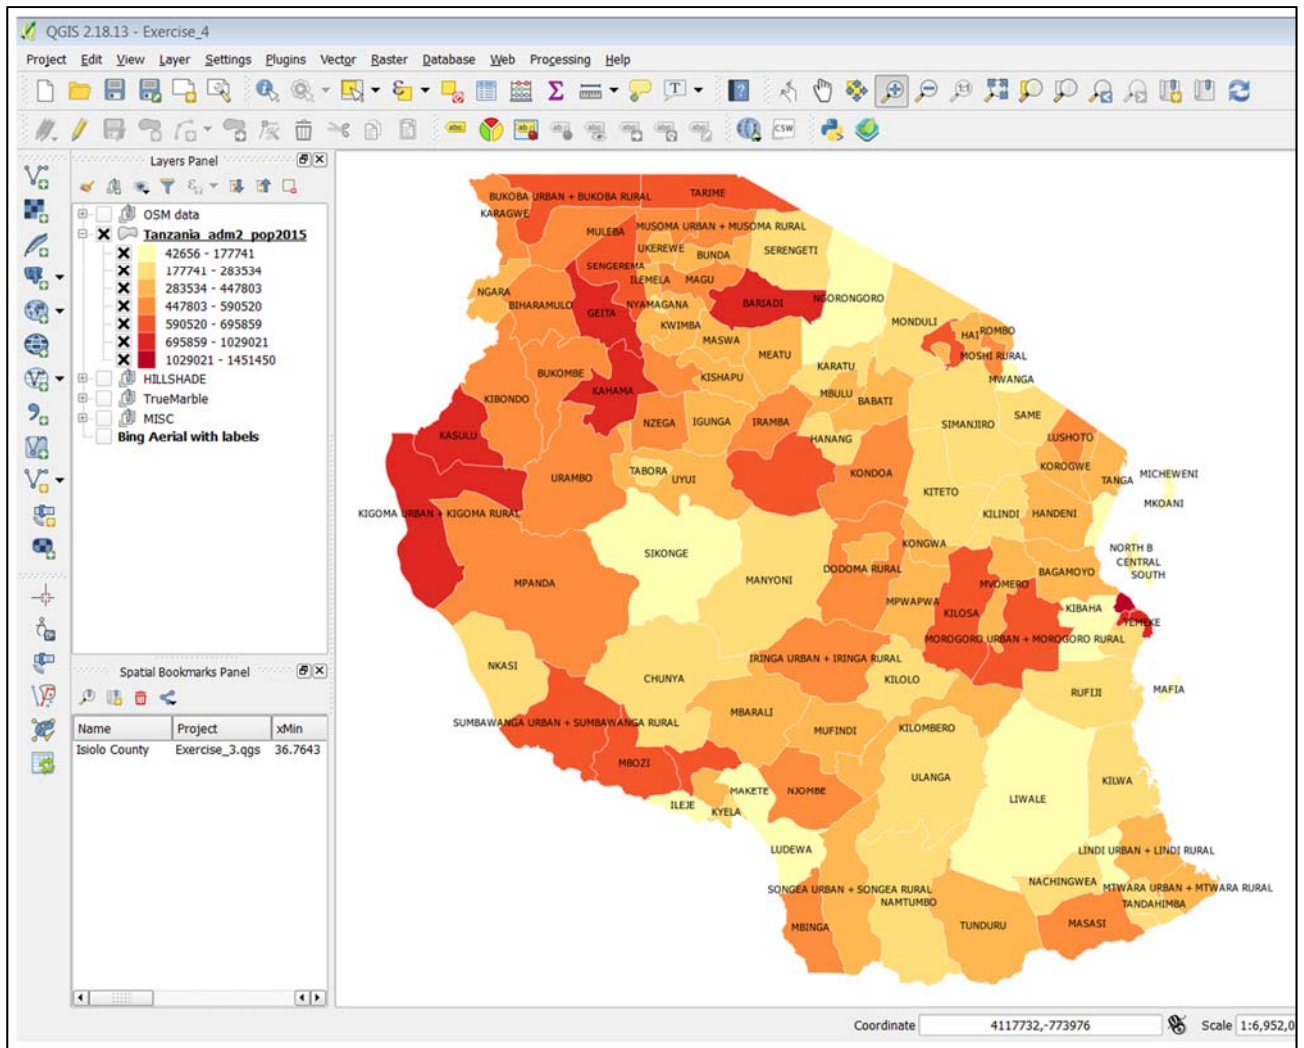 QGIS 2.18.13 - Exercise_4
Project Edit View Layer Settings Plugins Vector Raster Database Web Processing Help
Layers Panel
OSM data
Tanzania_adm2_pop2015
42656 - 177741
177741 - 283534
283534 - 447803
447803 - 590520
590520 - 695859
695859 - 1029021
1029021 - 1451450
HILLSHADE
TrueMarble
MISC
Bing Aerial with labels
Spatial Bookmarks Panel
Name Project xMin
Isiolo County Exercise_3.qgs 36.7643
BUKOBA URBAN + BUKOBA RURAL
TARIME
KARAGWE
MULEBA
MUSOMA URBAN + MUSOMA RURAL
UKEREWE
BUNDA
SERENGETI
SENGEREMA
ILEMELA
MAGU
NGARA
BIHARAMULO
GEITA
NYAMAGANA
BARIADI
NGORONGORO
KWIMBA
MONDULI
MASWA
HAI
ROMBO
MEATU
MOSHI RURAL
BUKOMBE
KISHAPU
KARATU
MWANGA
KAHAMA
MBULU
BABATI
KIBONDO
NZEGA
IGUNGA
IRAMBA
SIMANJIRO
SAME
KASULU
HANANG
LUSHOTO
TABORA
UYUI
KONDOA
KOROGWE
URAMBO
TANGA
MICHEWENI
KITETO
MKOANI
KIGOMA URBAN + KIGOMA RURAL
KILINDI
HANDENI
SIKONGE
KONGWA
NORTH B
CENTRAL
SOUTH
MPANDA
MANYONI
DODOMA RURAL
MVOMERO
BAGAMOYO
MPWAPWA
KILOSA
KIBAHA
TEMEKE
MOROGORO URBAN + MOROGORO RURAL
NKASI
IRINGA URBAN + IRINGA RURAL
CHUNYA
KILOLO
RUFIJI
MAFIA
MBARALI
SUMBAWANGA URBAN + SUMBAWANGA RURAL
MUFINDI
KILOMBERO
MBOZI
ULANGA
KILWA
MAKETE
NJOMBE
LIWALE
ILEJE
KYELA
LUDEWA
LINDI URBAN + LINDI RURAL
NACHINGWEA
MTWARA URBAN + MTWARA RURAL
SONGEA URBAN + SONGEA RURAL
NAMTUMBO
TANDAHIMBA
MBINGA
TUNDURU
MASASI
Coordinate 4117732,-773976 Scale 1:6,952,0